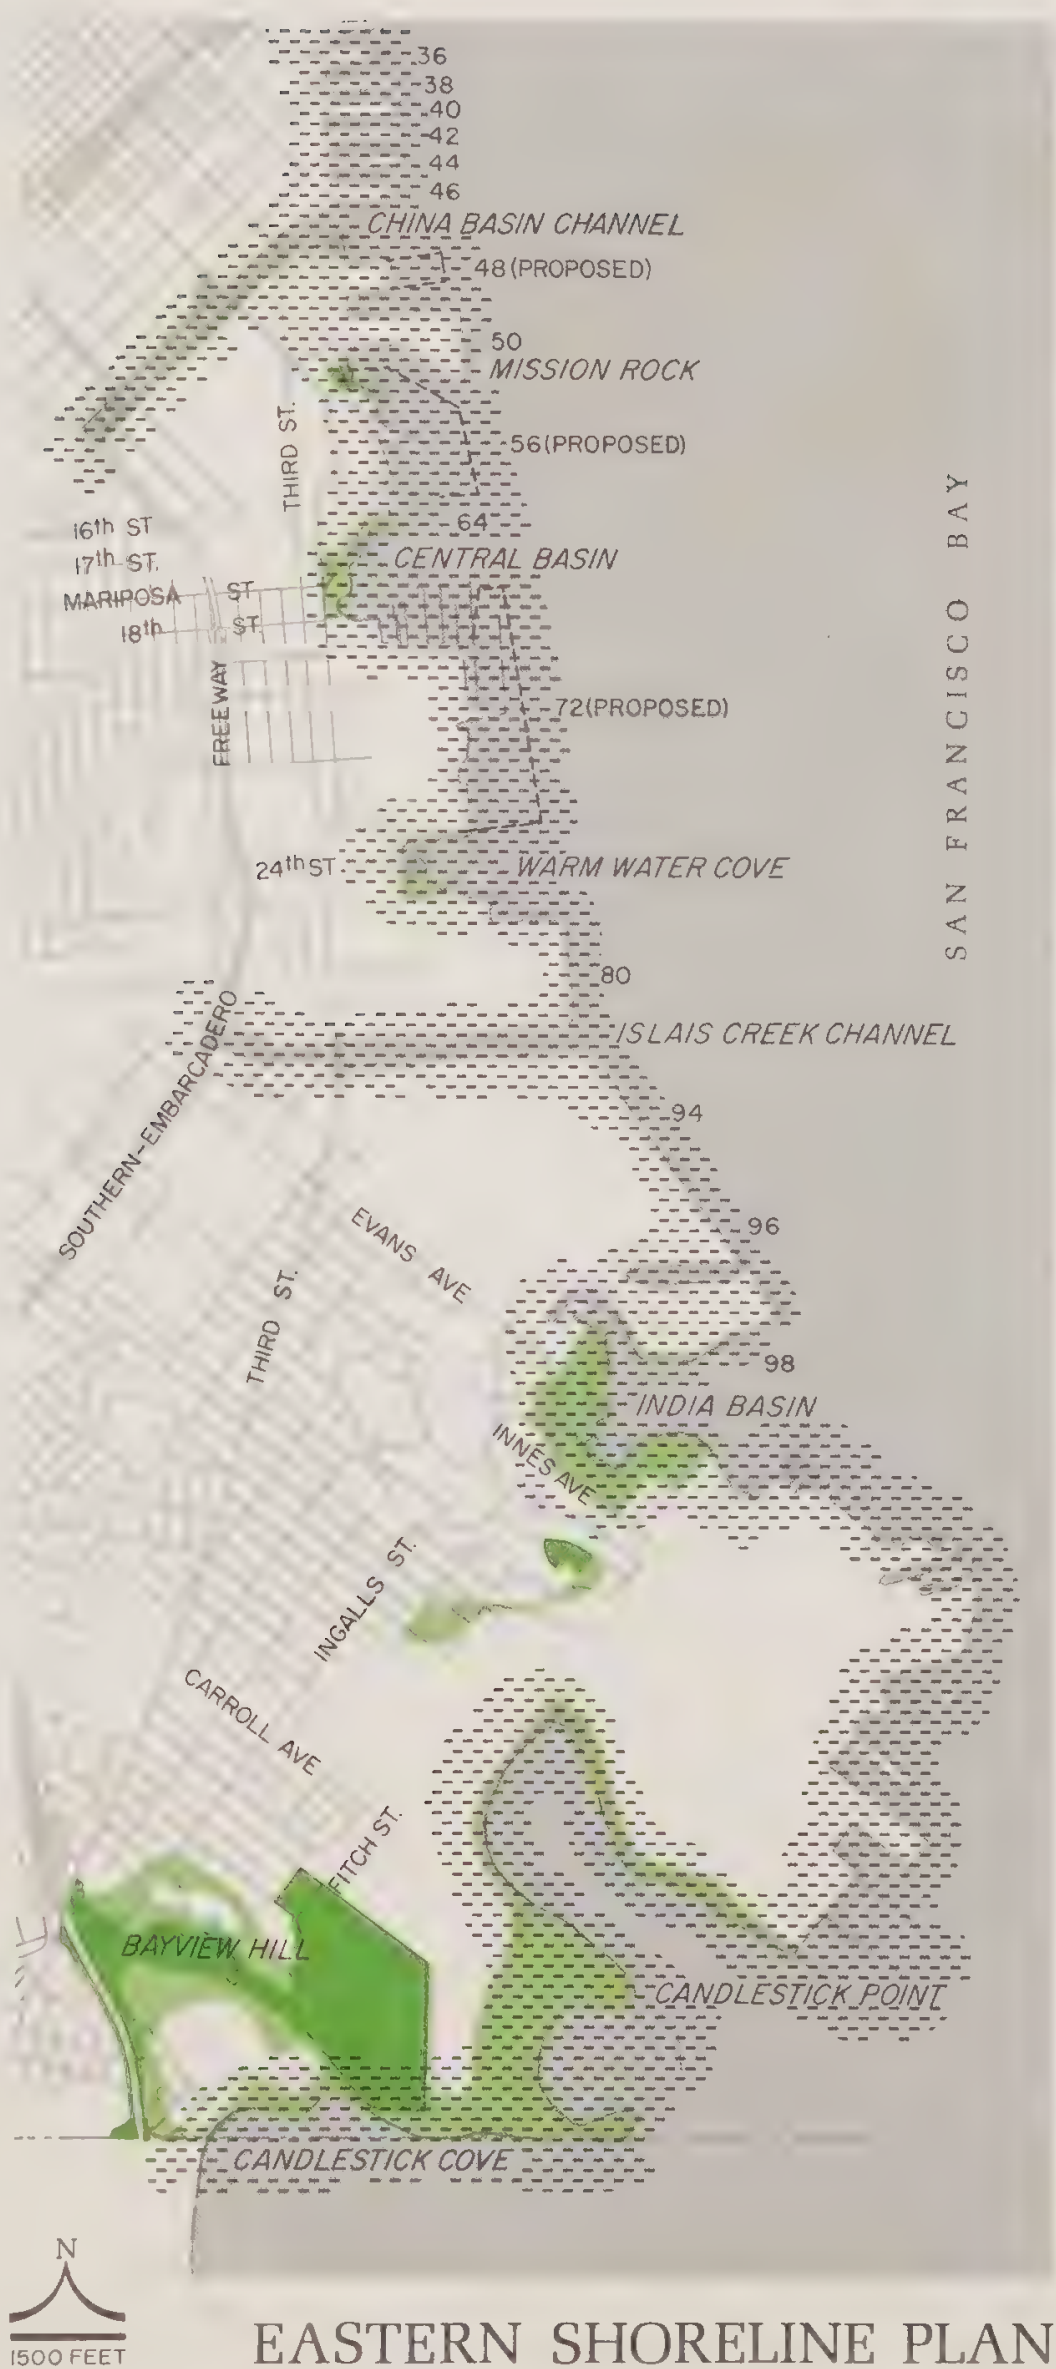 36
38
40
42
44
46
CHINA BASIN CHANNEL
48 (PROPOSED)
50
MISSION ROCK
THIRD ST.
56 (PROPOSED)
64
16th ST
17th ST.
CENTRAL BASIN
MARIPOSA ST
18th ST.
FREEWAY
72 (PROPOSED)
SAN FRANCISCO BAY
24th ST.
WARM WATER COVE
80
ISLAIS CREEK CHANNEL
SOUTHERN-EMBARCADERO
94
EVANS AVE
96
THIRD ST.
98
INDIA BASIN
INNES AVE
INGALLS ST.
CARROLL AVE
FITCH ST.
BAYVIEW HILL
CANDLESTICK POINT
CANDLESTICK COVE
N
1500 FEET
EASTERN SHORELINE PLAN